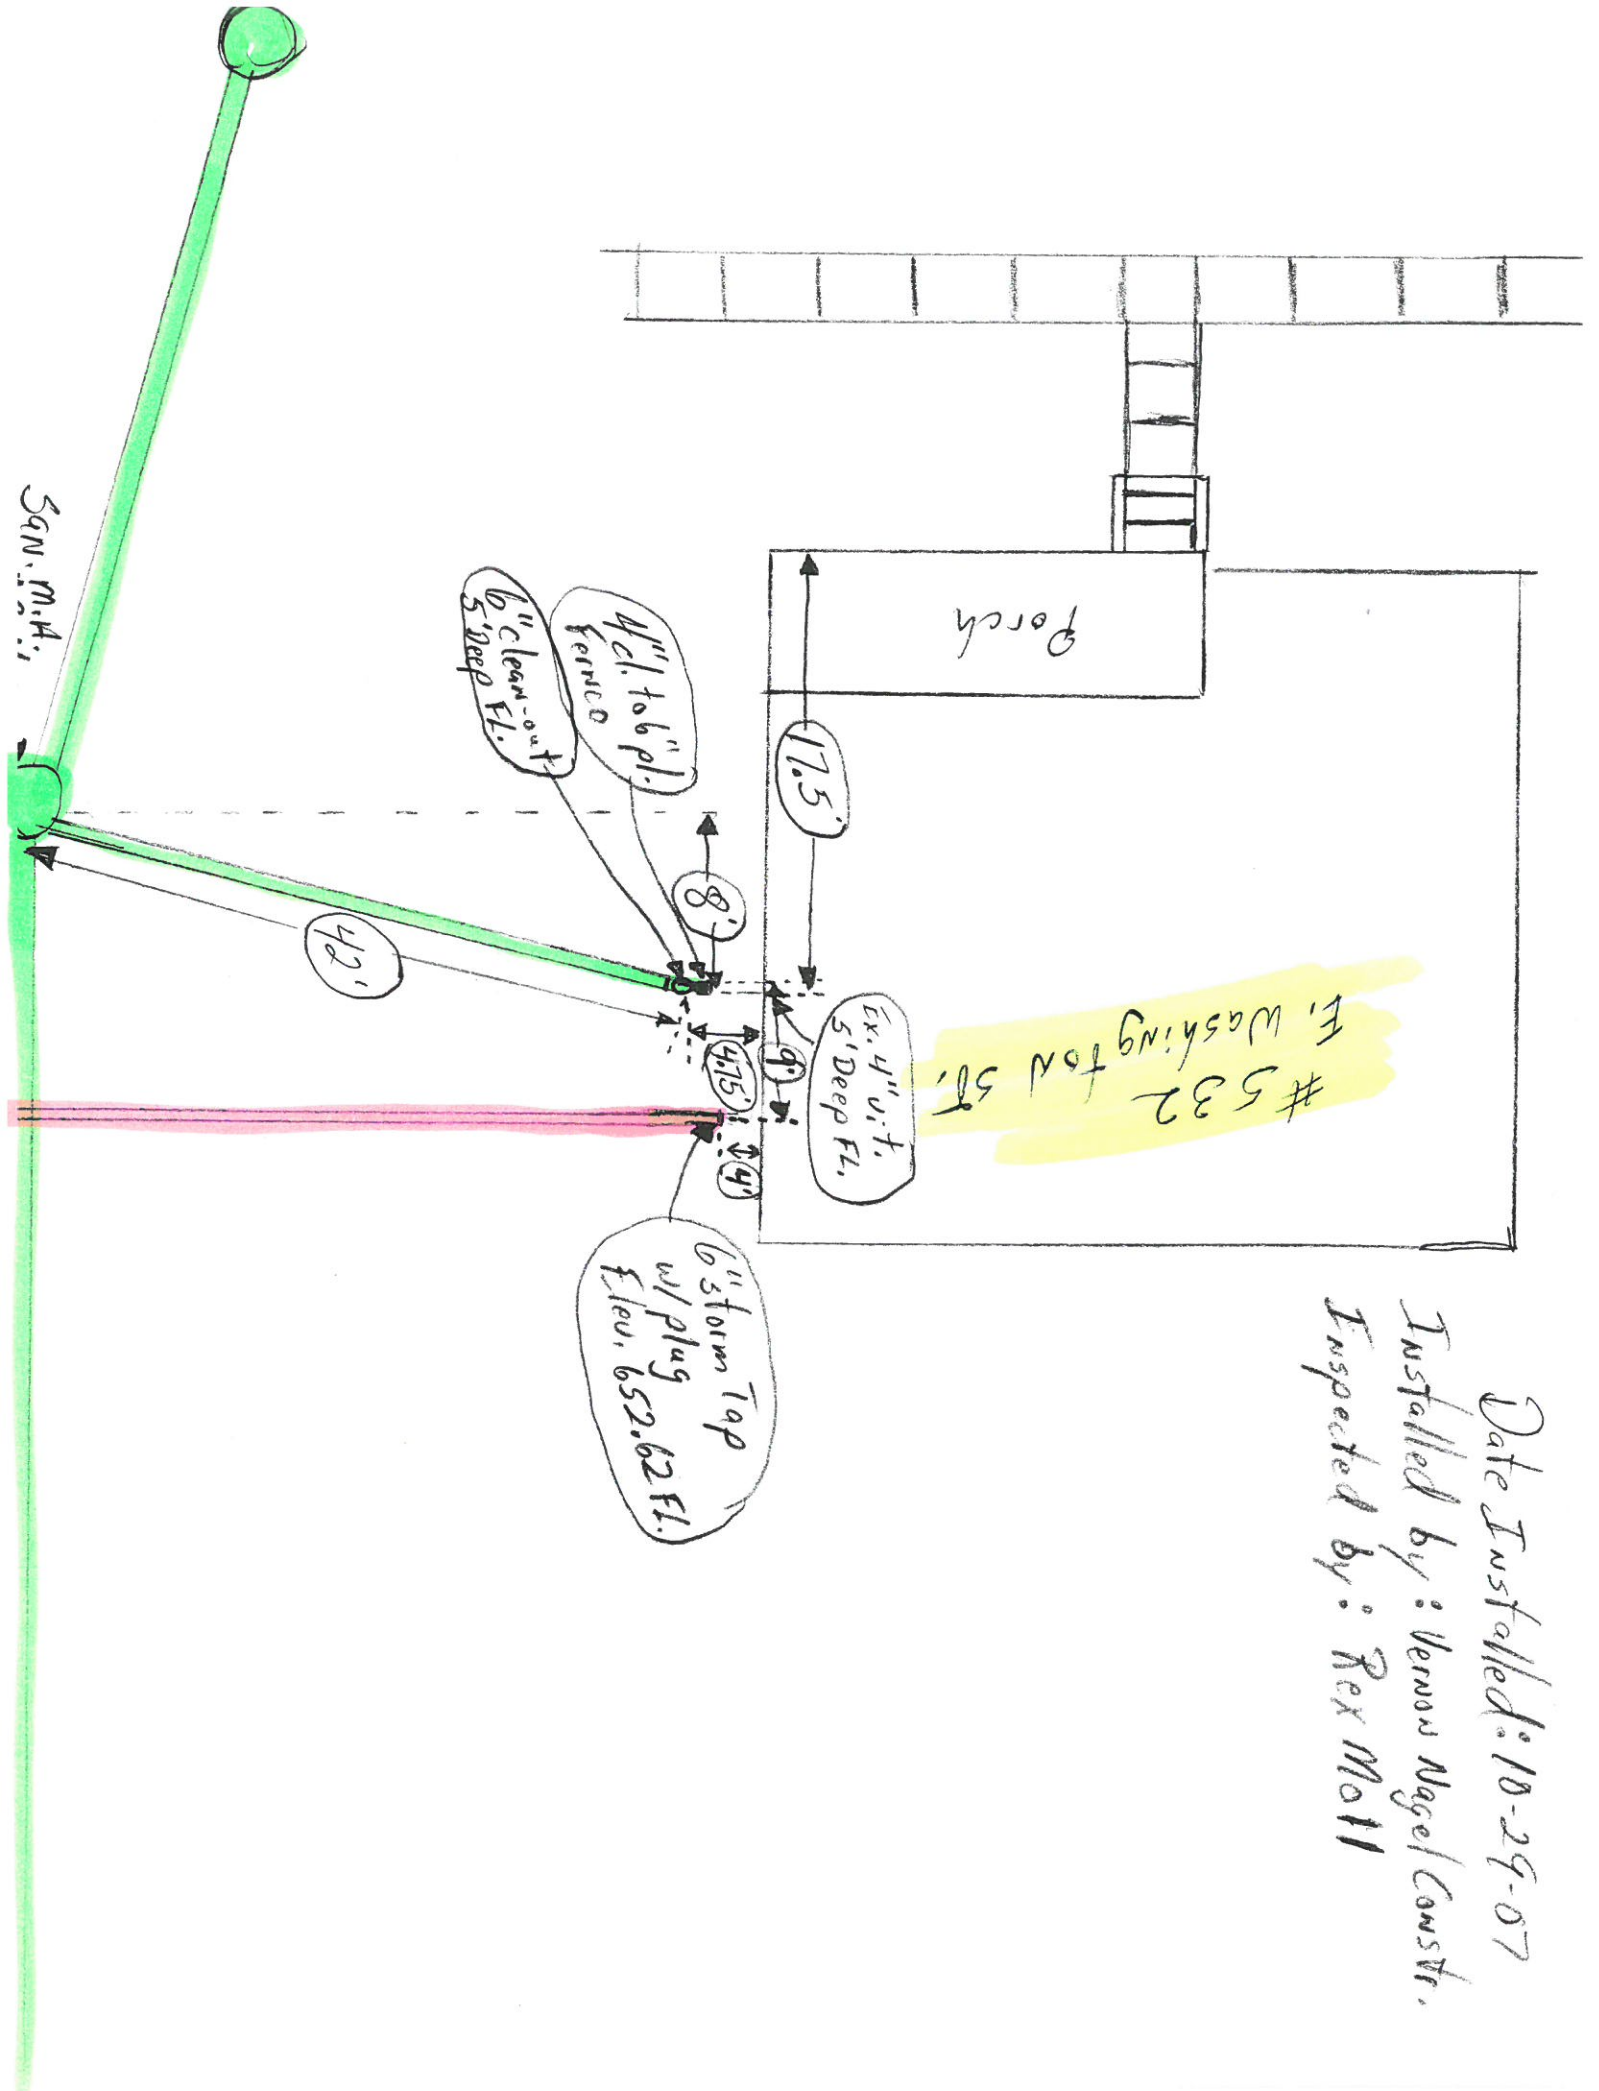 Date Installed: 10-29-07
Installed by: Vernon Nagel Constr.
Inspected by: Rex Moll
#532
E. Washington ST.
Porch
17.5'
Ex. 4" vit.
5' Deep FL.
9'
4.75'
4'
8'
4" cl. to 6" pl.
Fernco
6" clean-out
5' Deep FL.
42'
6" storm Tap
w/plug
Elev. 652.62 FL.
San. M.H.